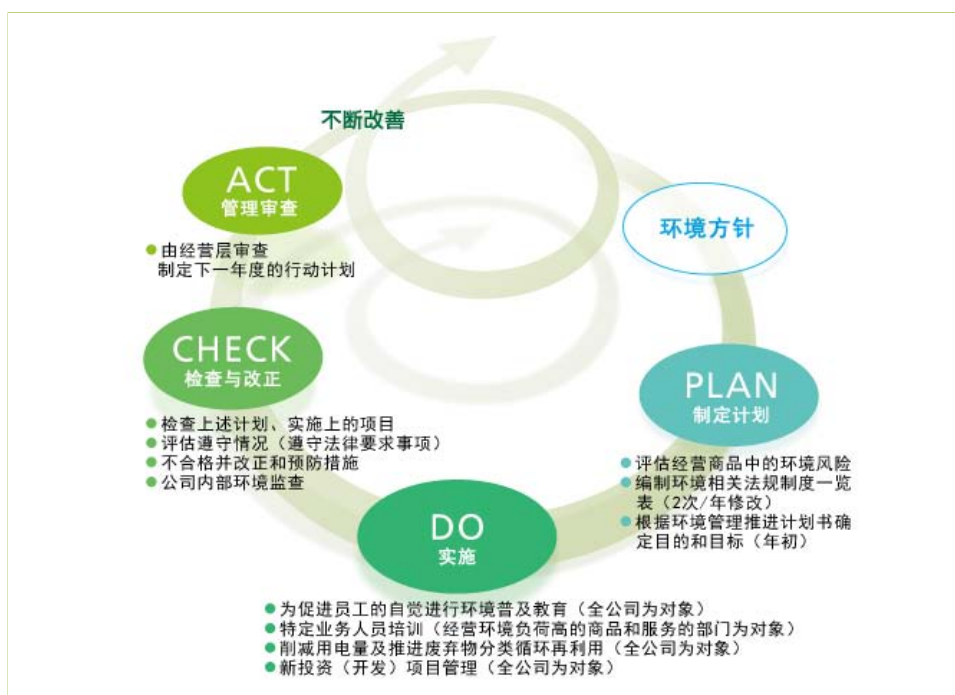 不断改善
ACT
管理审查
由经营层审查
制定下一年度的行动计划
环境方针
CHECK
检查与改正
检查上述计划、实施上的项目
评估遵守情况（遵守法律要求事项）
不合格并改正和预防措施
公司内部环境监查
PLAN
制定计划
评估经营商品中的环境风险
编制环境相关法规制度一览
表（2次/年修改）
根据环境管理推进计划书确
定目的和目标（年初）
DO
实施
为促进员工的自觉进行环境普及教育（全公司为对象）
特定业务人员培训（经营环境负荷高的商品和服务的部门为对象）
削减用电量及推进废弃物分类循环再利用（全公司为对象）
新投资（开发）项目管理（全公司为对象）